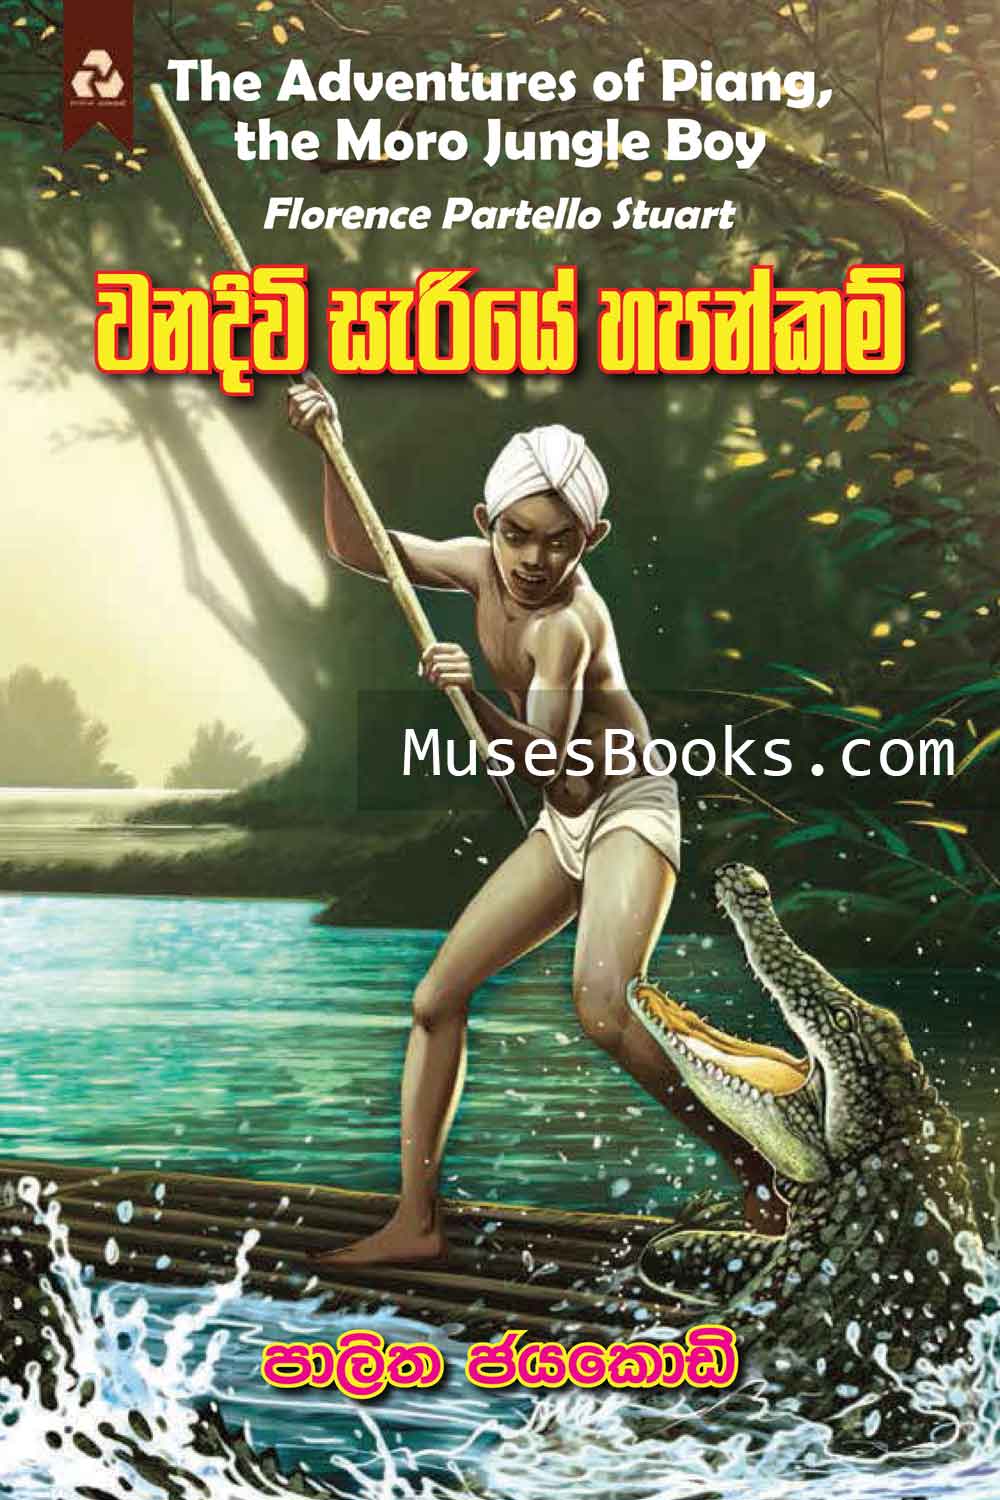 The Adventures of Piang,
the Moro Jungle Boy
Florence Partello Stuart
වනදිවි සැරියේ හපන්කම්
MusesBooks.com
පාලිත ජයකොඩි